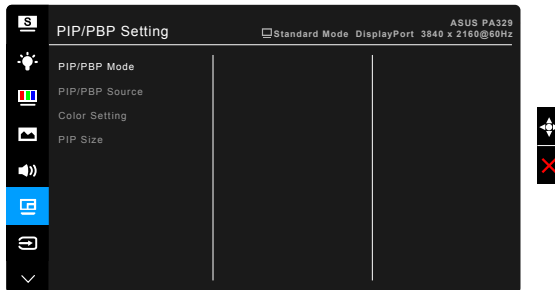 S
ASUS PA329
PIP/PBP Setting
Standard Mode DisplayPort 3840 x 2160@60Hz
PIP/PBP Mode
PIP/PBP Source
Color Setting
PIP Size